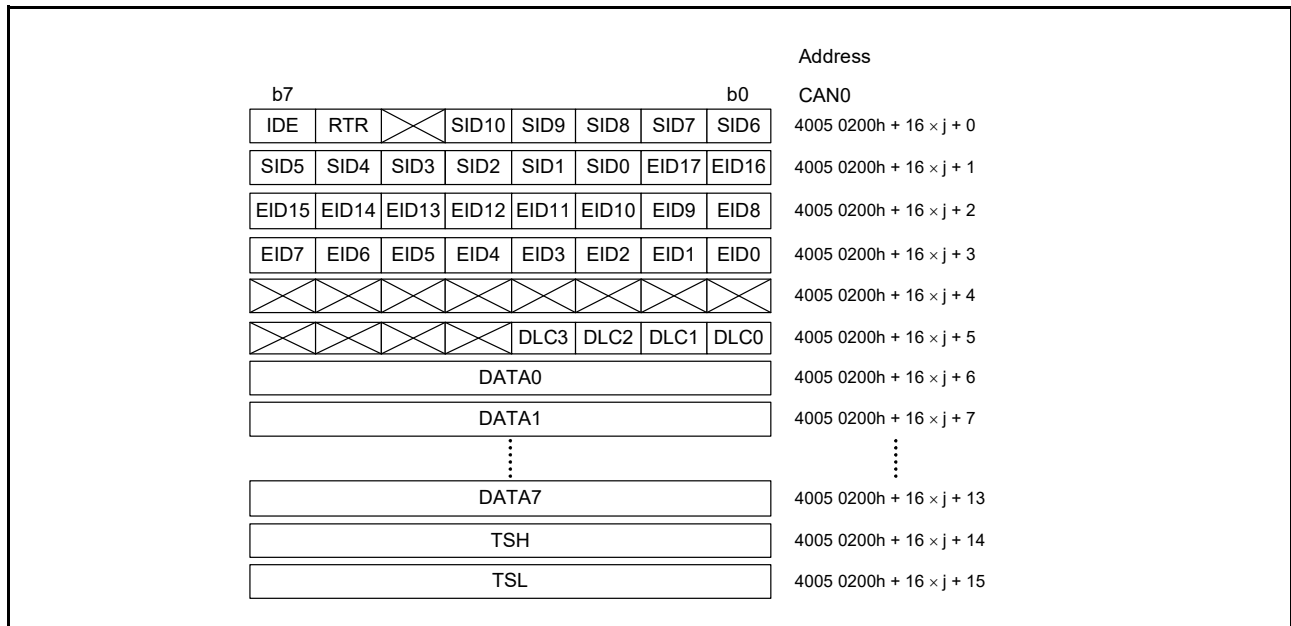 Address
b7 b0 CAN0
IDE RTR SID10 SID9 SID8 SID7 SID6 4005 0200h + 16 × j + 0
SID5 SID4 SID3 SID2 SID1 SID0 EID17 EID16 4005 0200h + 16 × j + 1
EID15 EID14 EID13 EID12 EID11 EID10 EID9 EID8 4005 0200h + 16 × j + 2
EID7 EID6 EID5 EID4 EID3 EID2 EID1 EID0 4005 0200h + 16 × j + 3
4005 0200h + 16 × j + 4
DLC3 DLC2 DLC1 DLC0 4005 0200h + 16 × j + 5
DATA0 4005 0200h + 16 × j + 6
DATA1 4005 0200h + 16 × j + 7
DATA7 4005 0200h + 16 × j + 13
TSH 4005 0200h + 16 × j + 14
TSL 4005 0200h + 16 × j + 15